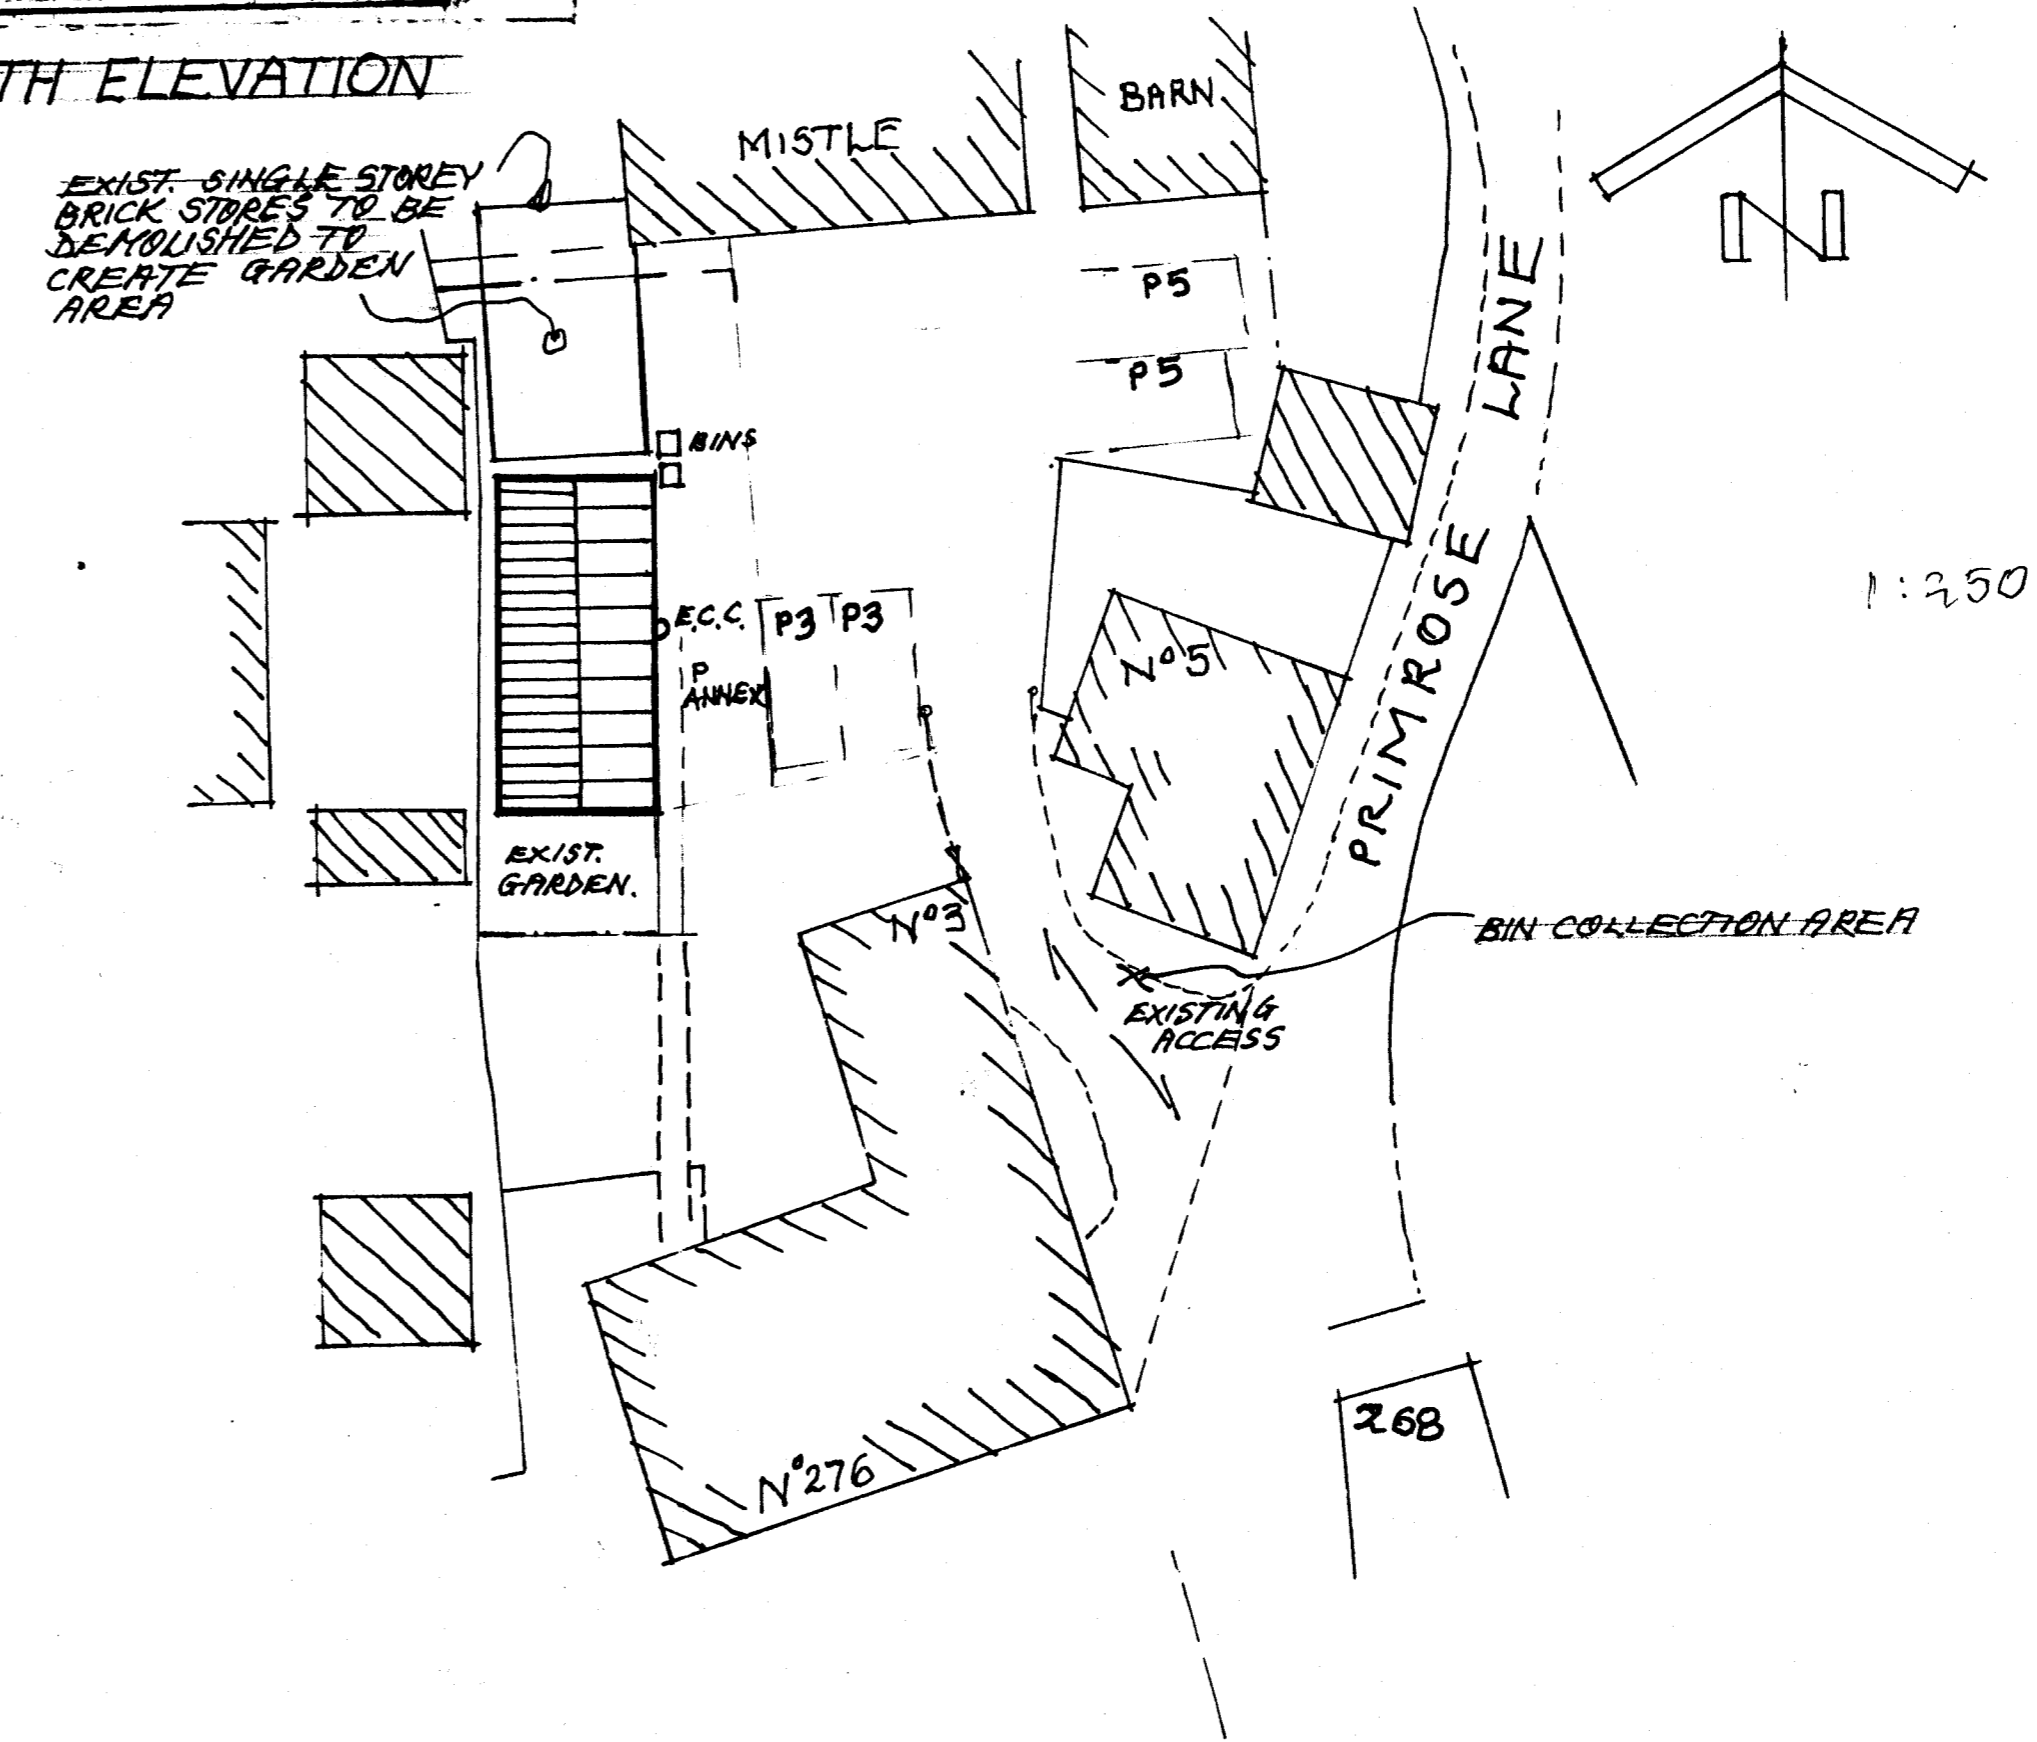 TH ELEVATION
EXIST. SINGLE STOREY
BRICK STORES TO BE
DEMOLISHED TO
CREATE GARDEN
AREA
MISTLE
BARN
N
P5
P5
LANE
PRIMROSE
1:250
BINS
E.C.C.
P
ANNEX
P3
P3
Nº5
EXIST.
GARDEN.
Nº3
BIN COLLECTION AREA
EXISTING
ACCESS
268
Nº276